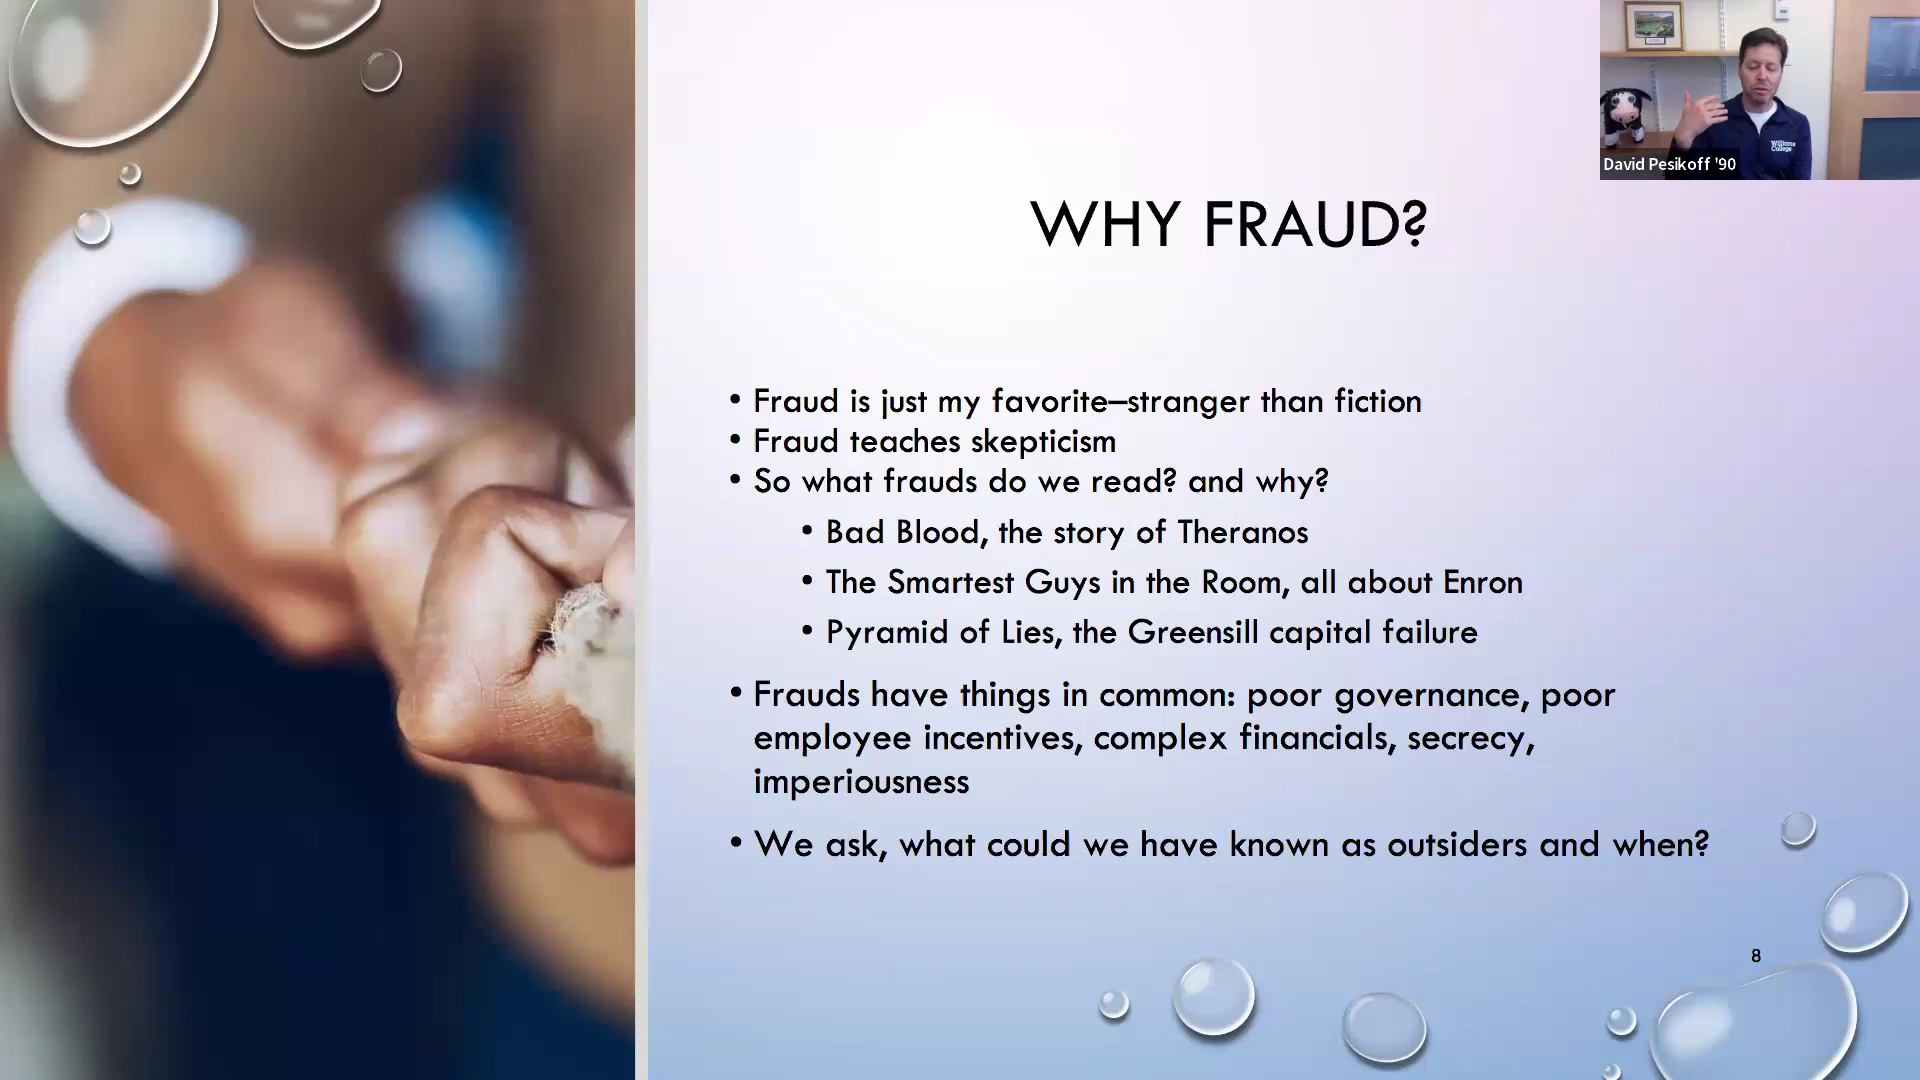 Williams
College
David Pesikoff '90
WHY FRAUD?
• Fraud is just my favorite—stranger than fiction
• Fraud teaches skepticism
• So what frauds do we read? and why?
• Bad Blood, the story of Theranos
• The Smartest Guys in the Room, all about Enron
• Pyramid of Lies, the Greensill capital failure
• Frauds have things in common: poor governance, poor
employee incentives, complex financials, secrecy,
imperiousness
• We ask, what could we have known as outsiders and when?
8